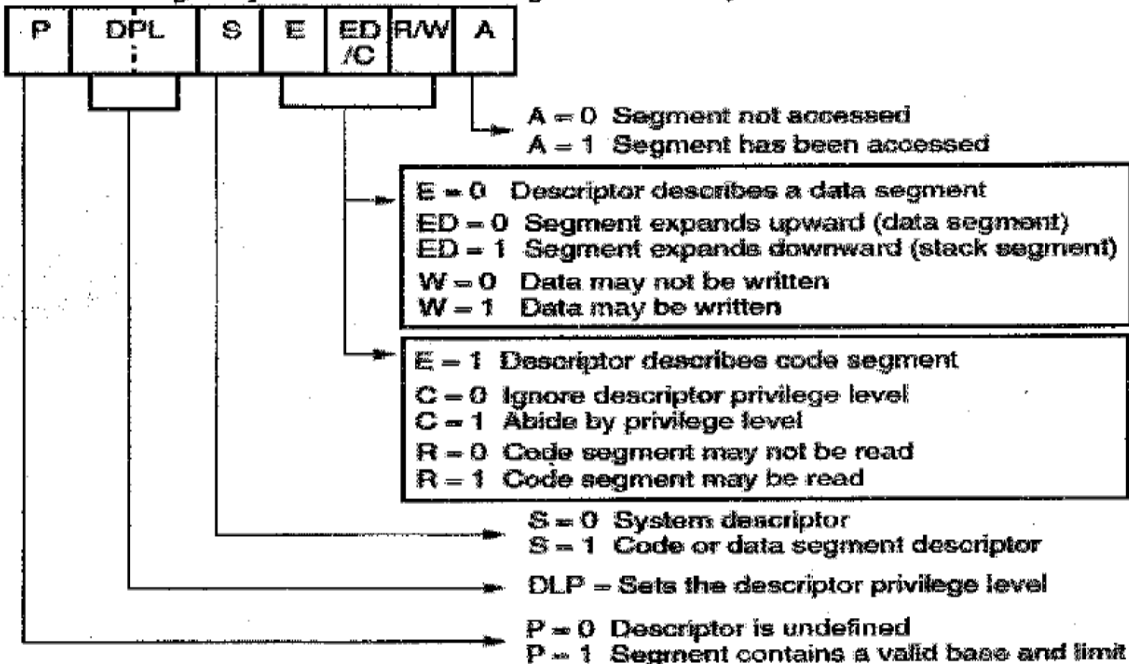 P DPL S E ED/C R/W A
A = 0 Segment not accessed
A = 1 Segment has been accessed
E = 0 Descriptor describes a data segment
ED = 0 Segment expands upward (data segment)
ED = 1 Segment expands downward (stack segment)
W = 0 Data may not be written
W = 1 Data may be written
E = 1 Descriptor describes code segment
C = 0 Ignore descriptor privilege level
C = 1 Abide by privilege level
R = 0 Code segment may not be read
R = 1 Code segment may be read
S = 0 System descriptor
S = 1 Code or data segment descriptor
DLP – Sets the descriptor privilege level
P = 0 Descriptor is undefined
P = 1 Segment contains a valid base and limit